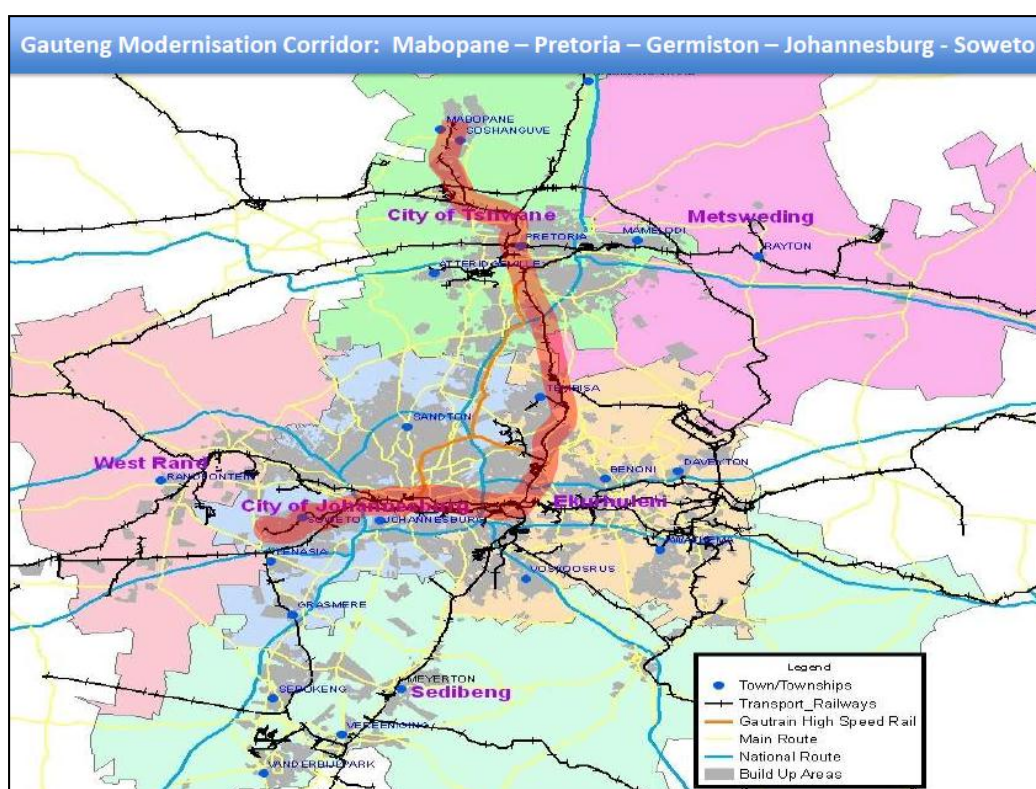 Gauteng Modernisation Corridor: Mabopane – Pretoria – Germiston – Johannesburg - Soweto
MABOPANE
SOSHANGUVE
City of Tshwane
Metsweding
PRETORIA
MAMELODI
RAYTON
ATTERIDGEVILLE
TEMBISA
SANDTON
West Rand
RANDFONTEIN
BENONI
DAVEYTON
City of Johannesburg
Ekurhuleni
SOWETO
JOHANNESBURG
LENASIA
VOSLOOSRUS
GRASMERE
SEBOKENG
MEYERTON
Sedibeng
VEREENIGING
VANDERBIJLPARK
Legend
Town/Townships
Transport_Railways
Gautrain High Speed Rail
Main Route
National Route
Build Up Areas